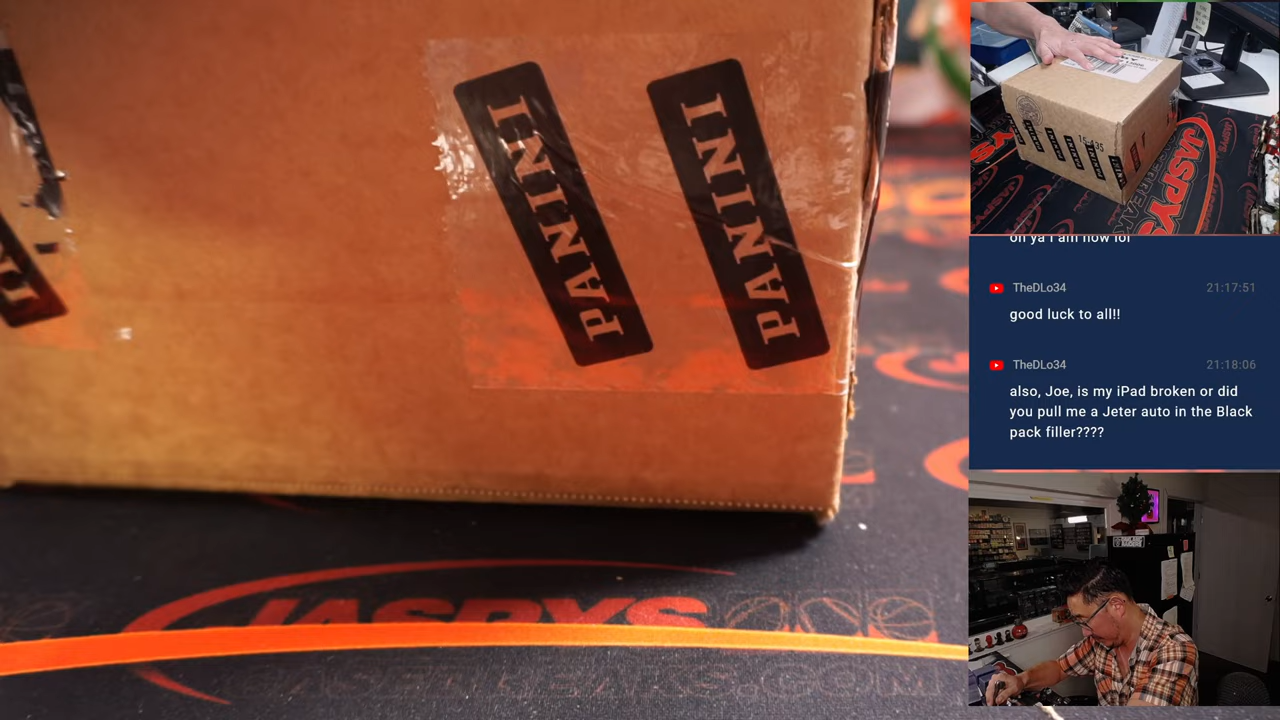 PANINI
PANINI
JASPYS
JASPYS
oh ya I am now lol
TheDLo34
21:17:51
good luck to all!!
TheDLo34
21:18:06
also, Joe, is my iPad broken or did
you pull me a Jeter auto in the Black
pack filler????